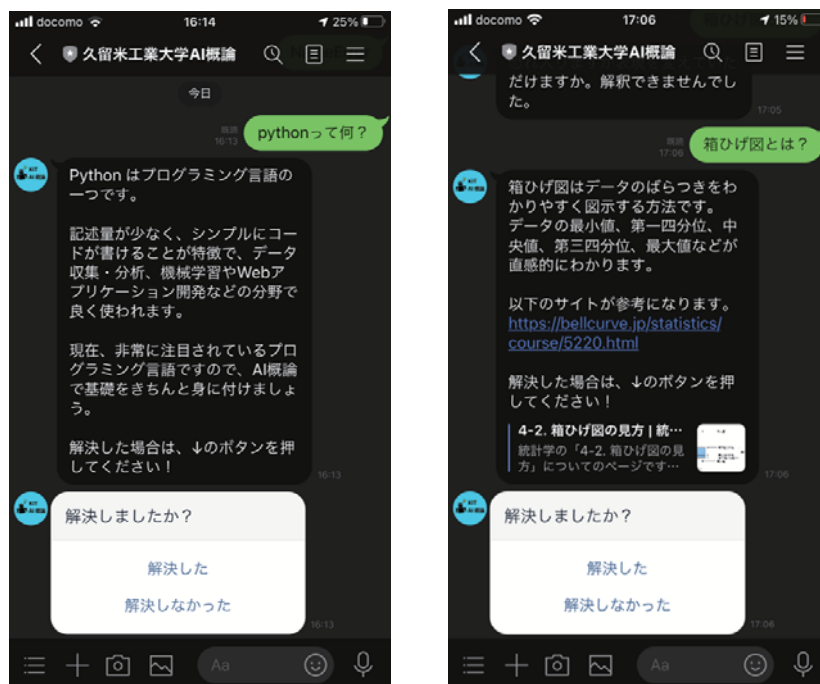 docomo 16:14 25%
久留米工業大学AI概論
今日
既読
16:13
pythonって何？
Python はプログラミング言語の
一つです。
記述量が少なく、シンプルにコー
ドが書けることが特徴で、データ
収集・分析、機械学習やWebア
プリケーション開発などの分野で
良く使われます。
現在、非常に注目されているプロ
グラミング言語ですので、AI概論
で基礎をきちんと身に付けましょ
う。
解決した場合は、↓のボタンを押
してください！
16:13
解決しましたか？
解決した
解決しなかった
16:13
Aa
docomo 17:06 15%
久留米工業大学AI概論
だけますか。解釈できませんでし
た。
17:05
既読
17:06
箱ひげ図とは？
箱ひげ図はデータのばらつきをわ
かりやすく図示する方法です。
データの最小値、第一四分位、中
央値、第三四分位、最大値などが
直感的にわかります。
以下のサイトが参考になります。
https://bellcurve.jp/statistics/
course/5220.html
解決した場合は、↓のボタンを押
してください！
4-2. 箱ひげ図の見方 | 統…
統計学の「4-2. 箱ひげ図の見
方」についてのページです…
17:06
解決しましたか？
解決した
解決しなかった
17:06
Aa